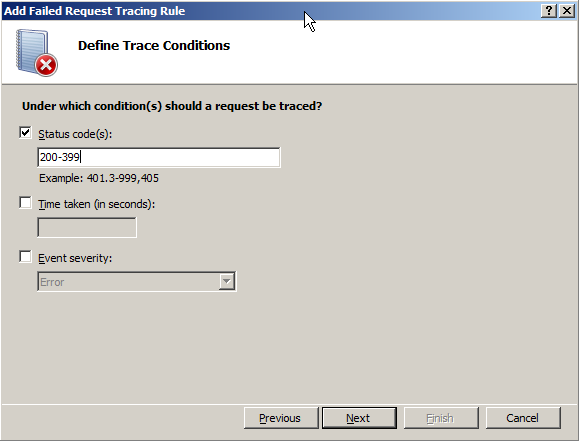 Add Failed Request Tracing Rule
Define Trace Conditions
Under which condition(s) should a request be traced?
Status code(s):
200-399
Example: 401.3-999,405
Time taken (in seconds):
Event severity:
Error
Previous Next Finish Cancel